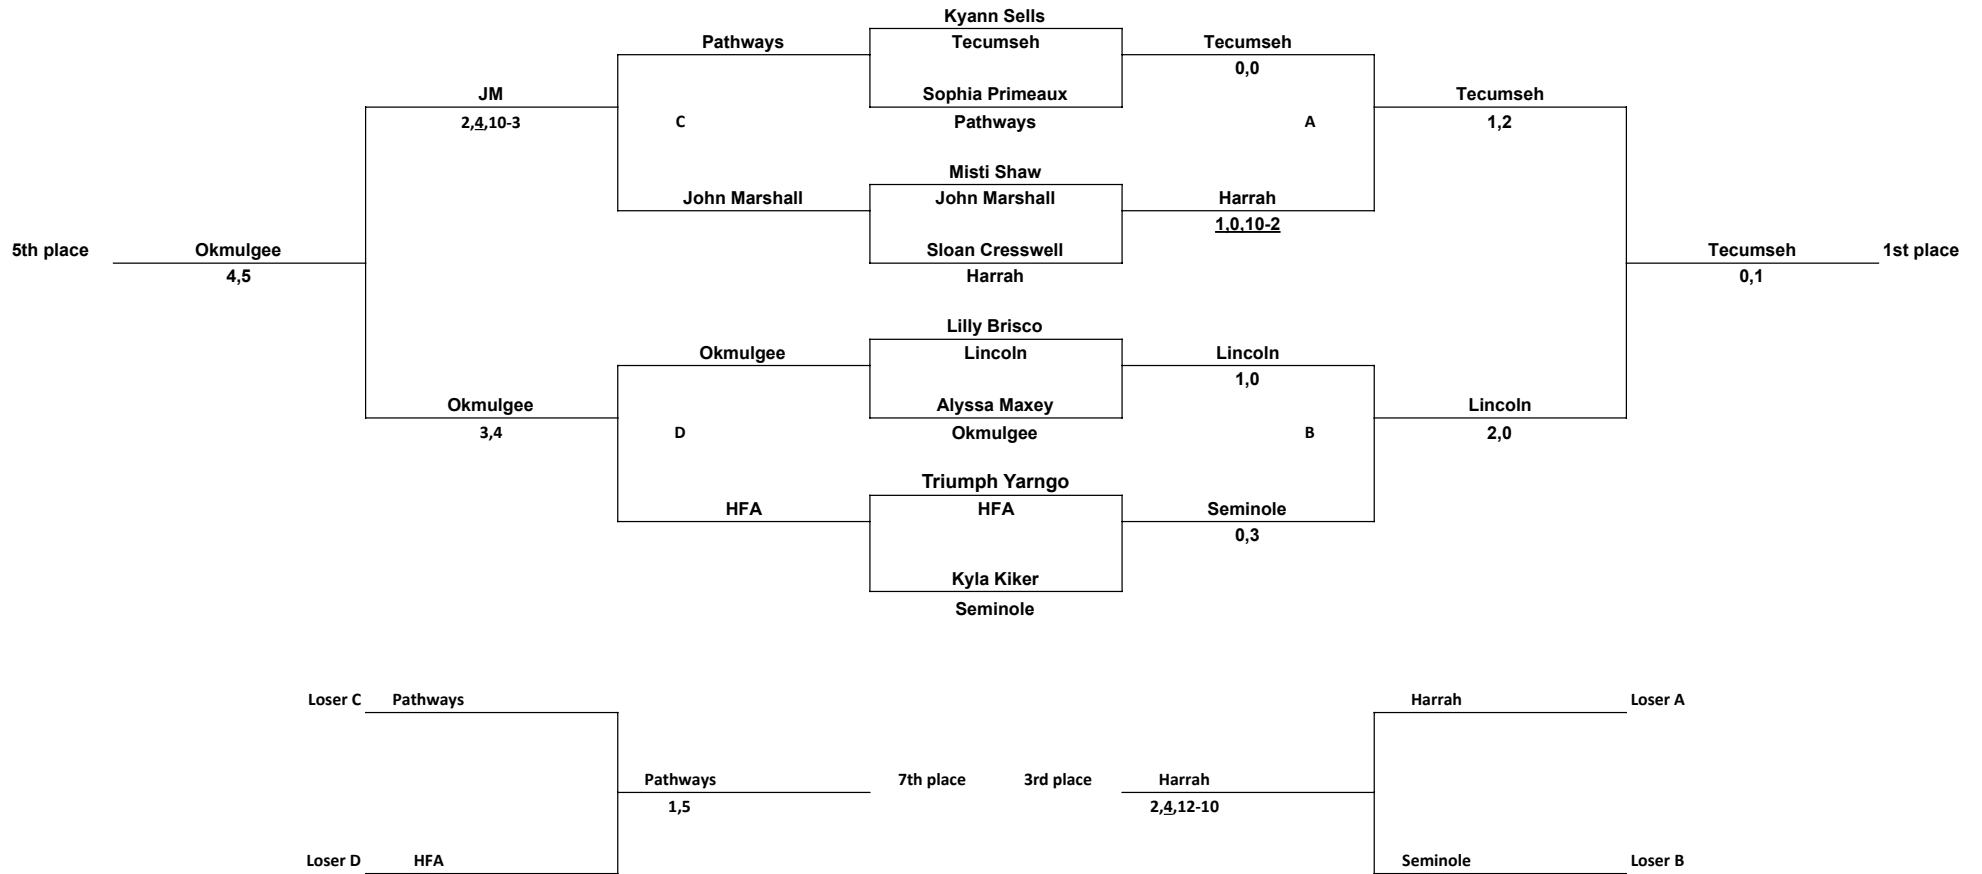 Kyann Sells
Pathways Tecumseh Tecumseh
0,0
JM Sophia Primeaux Tecumseh
2,4,10-3 C Pathways A 1,2
Misti Shaw
John Marshall John Marshall Harrah
1,0,10-2
5th place Okmulgee Sloan Cresswell Tecumseh 1st place
4,5 Harrah 0,1
Lilly Brisco
Okmulgee Lincoln Lincoln
1,0
Okmulgee Alyssa Maxey Lincoln
3,4 D Okmulgee B 2,0
Triumph Yarngo
HFA HFA Seminole
0,3
Kyla Kiker
Seminole
Loser C Pathways Harrah Loser A
Pathways 7th place 3rd place Harrah
1,5 2,4,12-10
Loser D HFA Seminole Loser B